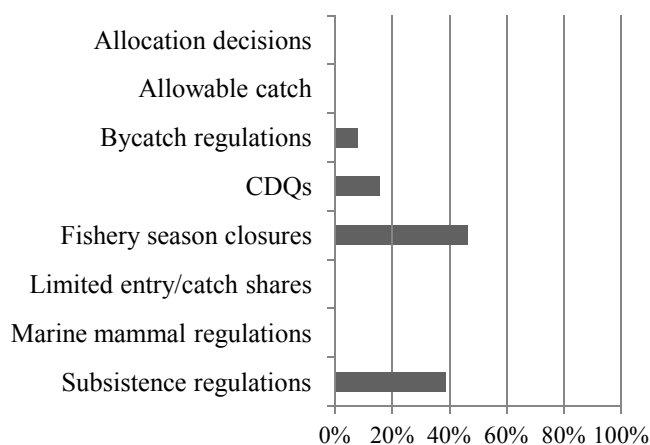 Allocation decisions
Allowable catch
Bycatch regulations
CDQs
Fishery season closures
Limited entry/catch shares
Marine mammal regulations
Subsistence regulations
0% 20% 40% 60% 80% 100%